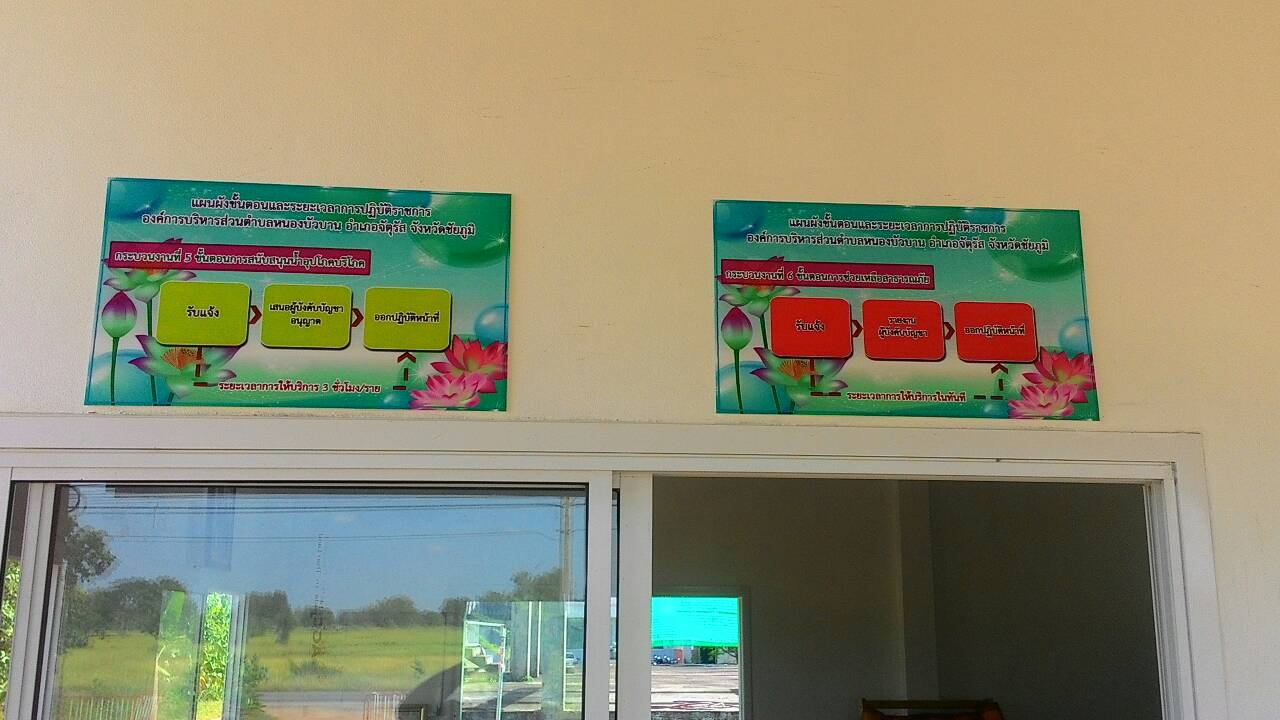 แผนผังขั้นตอนและระยะเวลาการปฏิบัติราชการ
องค์การบริหารส่วนตำบลหนองบัวบาน อำเภอจัตุรัส จังหวัดชัยภูมิ
กระบวนงานที่ 5 ขั้นตอนการสนับสนุนน้ำอุปโภคบริโภค
รับแจ้ง
เสนอผู้บังคับบัญชา
อนุญาต
ออกปฏิบัติหน้าที่
ระยะเวลาการให้บริการ 3 ชั่วโมง/ราย
แผนผังขั้นตอนและระยะเวลาการปฏิบัติราชการ
องค์การบริหารส่วนตำบลหนองบัวบาน อำเภอจัตุรัส จังหวัดชัยภูมิ
กระบวนงานที่ 6 ขั้นตอนการช่วยเหลือสาธารณภัย
รับแจ้ง
รายงาน
ผู้บังคับบัญชา
ออกปฏิบัติหน้าที่
ระยะเวลาการให้บริการในทันที